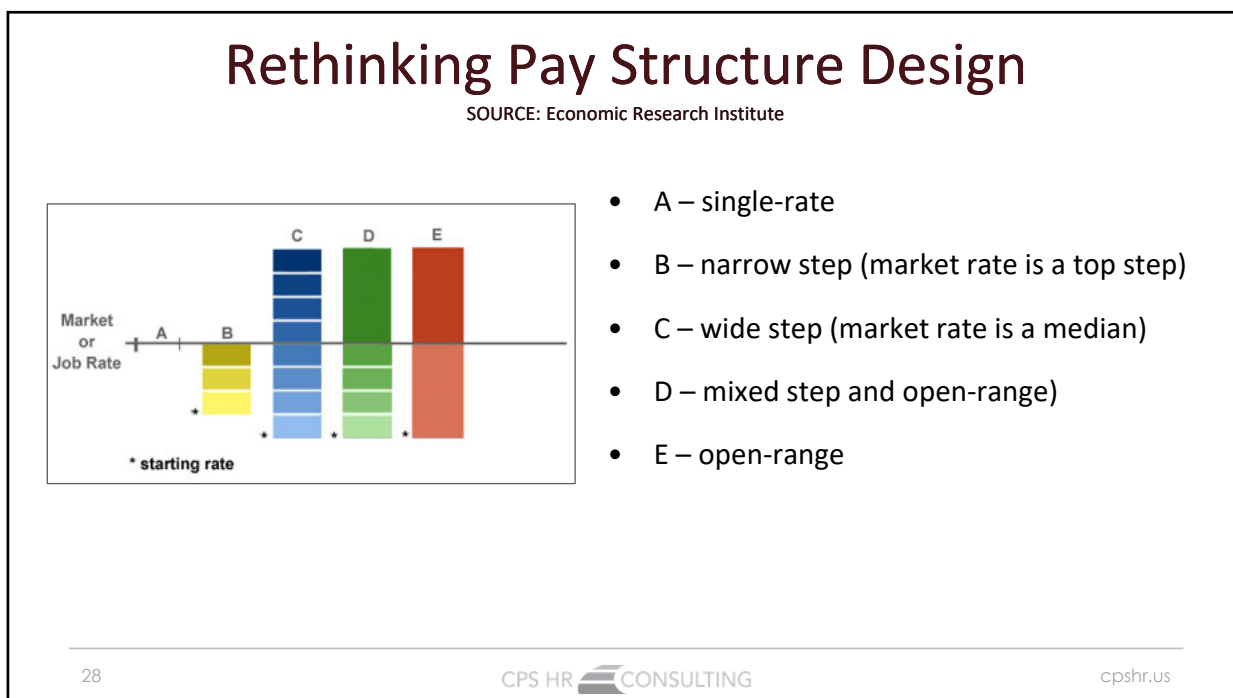 Rethinking Pay Structure Design
SOURCE: Economic Research Institute
C D E
Market
or
Job Rate
A B
*
* * *
* starting rate
• A – single-rate
• B – narrow step (market rate is a top step)
• C – wide step (market rate is a median)
• D – mixed step and open-range)
• E – open-range
28
CPS HR CONSULTING
cpshr.us